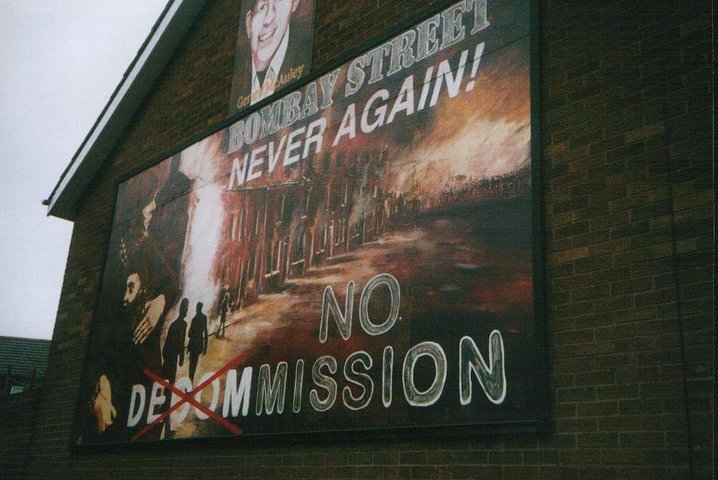 BOMBAY STREET
NEVER AGAIN!
NO
DECOMMISSION